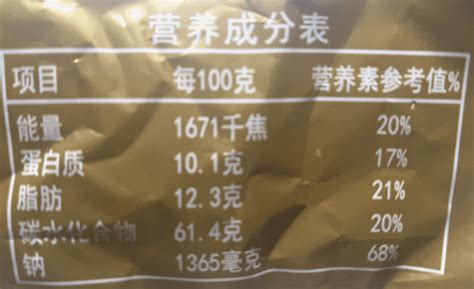 营养成分表
项目 每100克 营养素参考值%
能量 1671千焦 20%
蛋白质 10.1克 17%
脂肪 12.3克 21%
碳水化合物 61.4克 20%
钠 1365毫克 68%